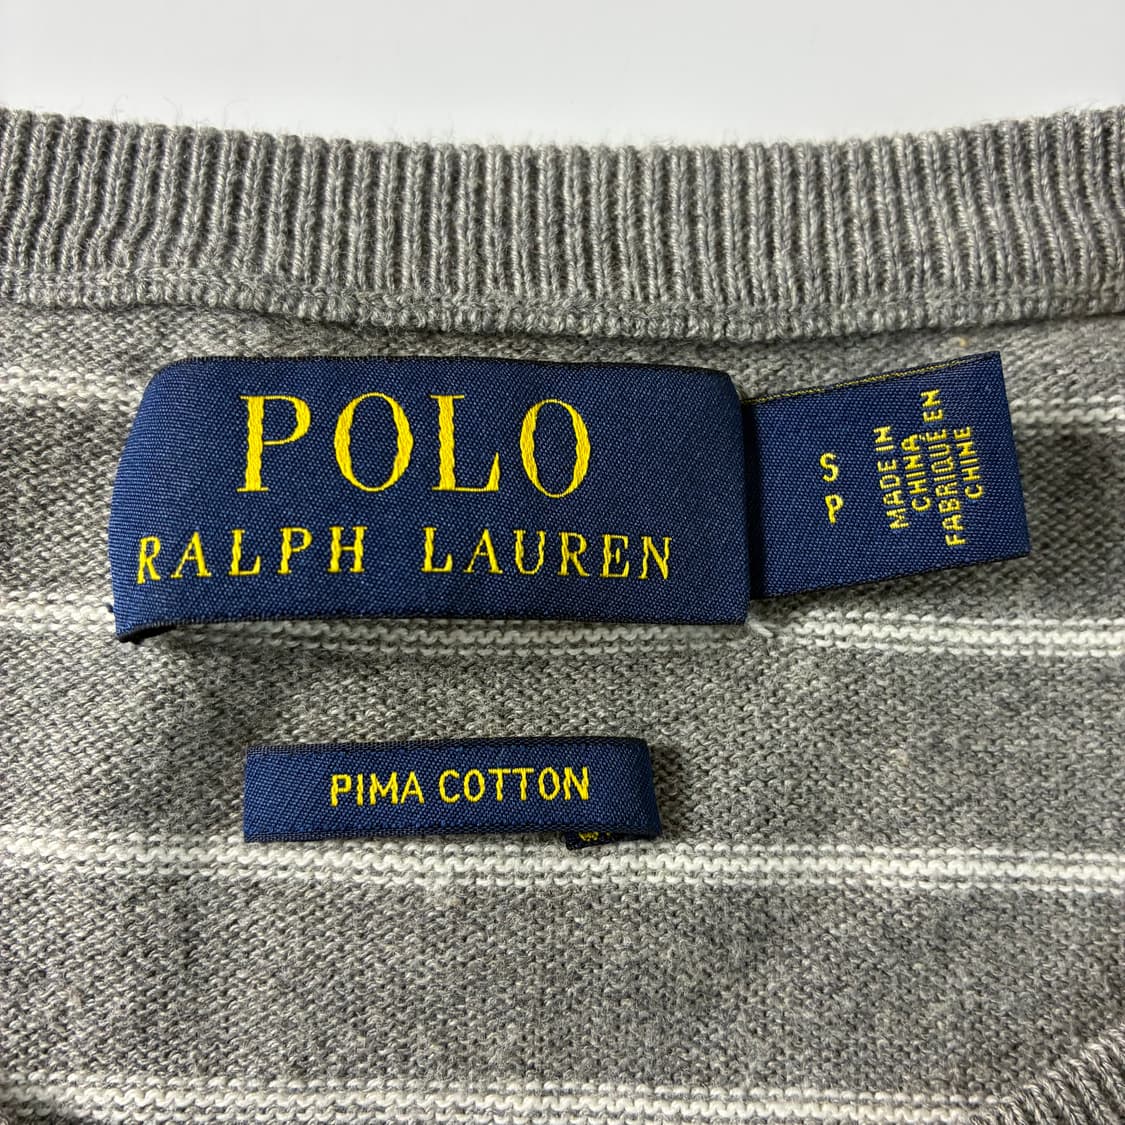 POLO
RALPH LAUREN
S
P
MADE IN
CHINA
FABRIQUÉ EN
CHINE
PIMA COTTON